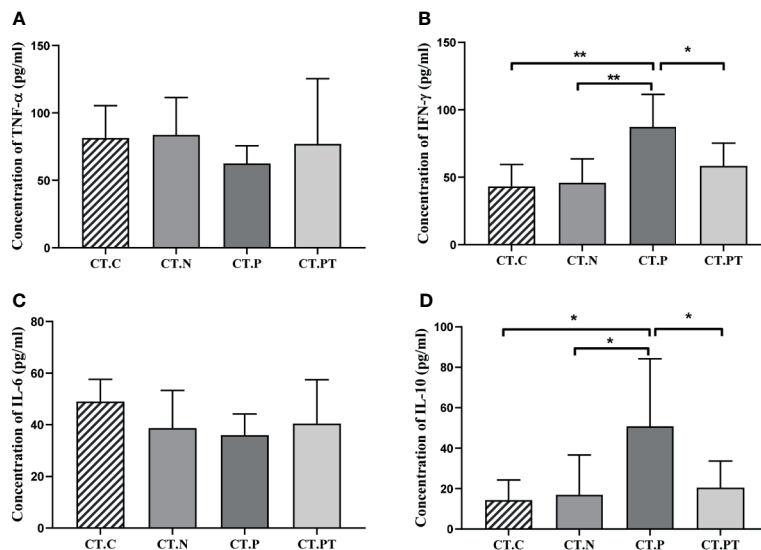 A
Concentration of TNF-α (pg/ml)
150
100
50
0
CT.C CT.N CT.P CT.PT
B
Concentration of IFN-γ (pg/ml)
150
100
50
0
** *
**
CT.C CT.N CT.P CT.PT
C
Concentration of IL-6 (pg/ml)
80
60
40
20
0
CT.C CT.N CT.P CT.PT
D
Concentration of IL-10 (pg/ml)
100
80
60
40
20
0
* *
*
CT.C CT.N CT.P CT.PT